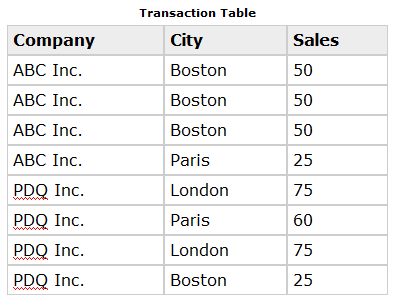 Transaction Table
Company City Sales
ABC Inc. Boston 50
ABC Inc. Boston 50
ABC Inc. Boston 50
ABC Inc. Paris 25
PDQ Inc. London 75
PDQ Inc. Paris 60
PDQ Inc. London 75
PDQ Inc. Boston 25